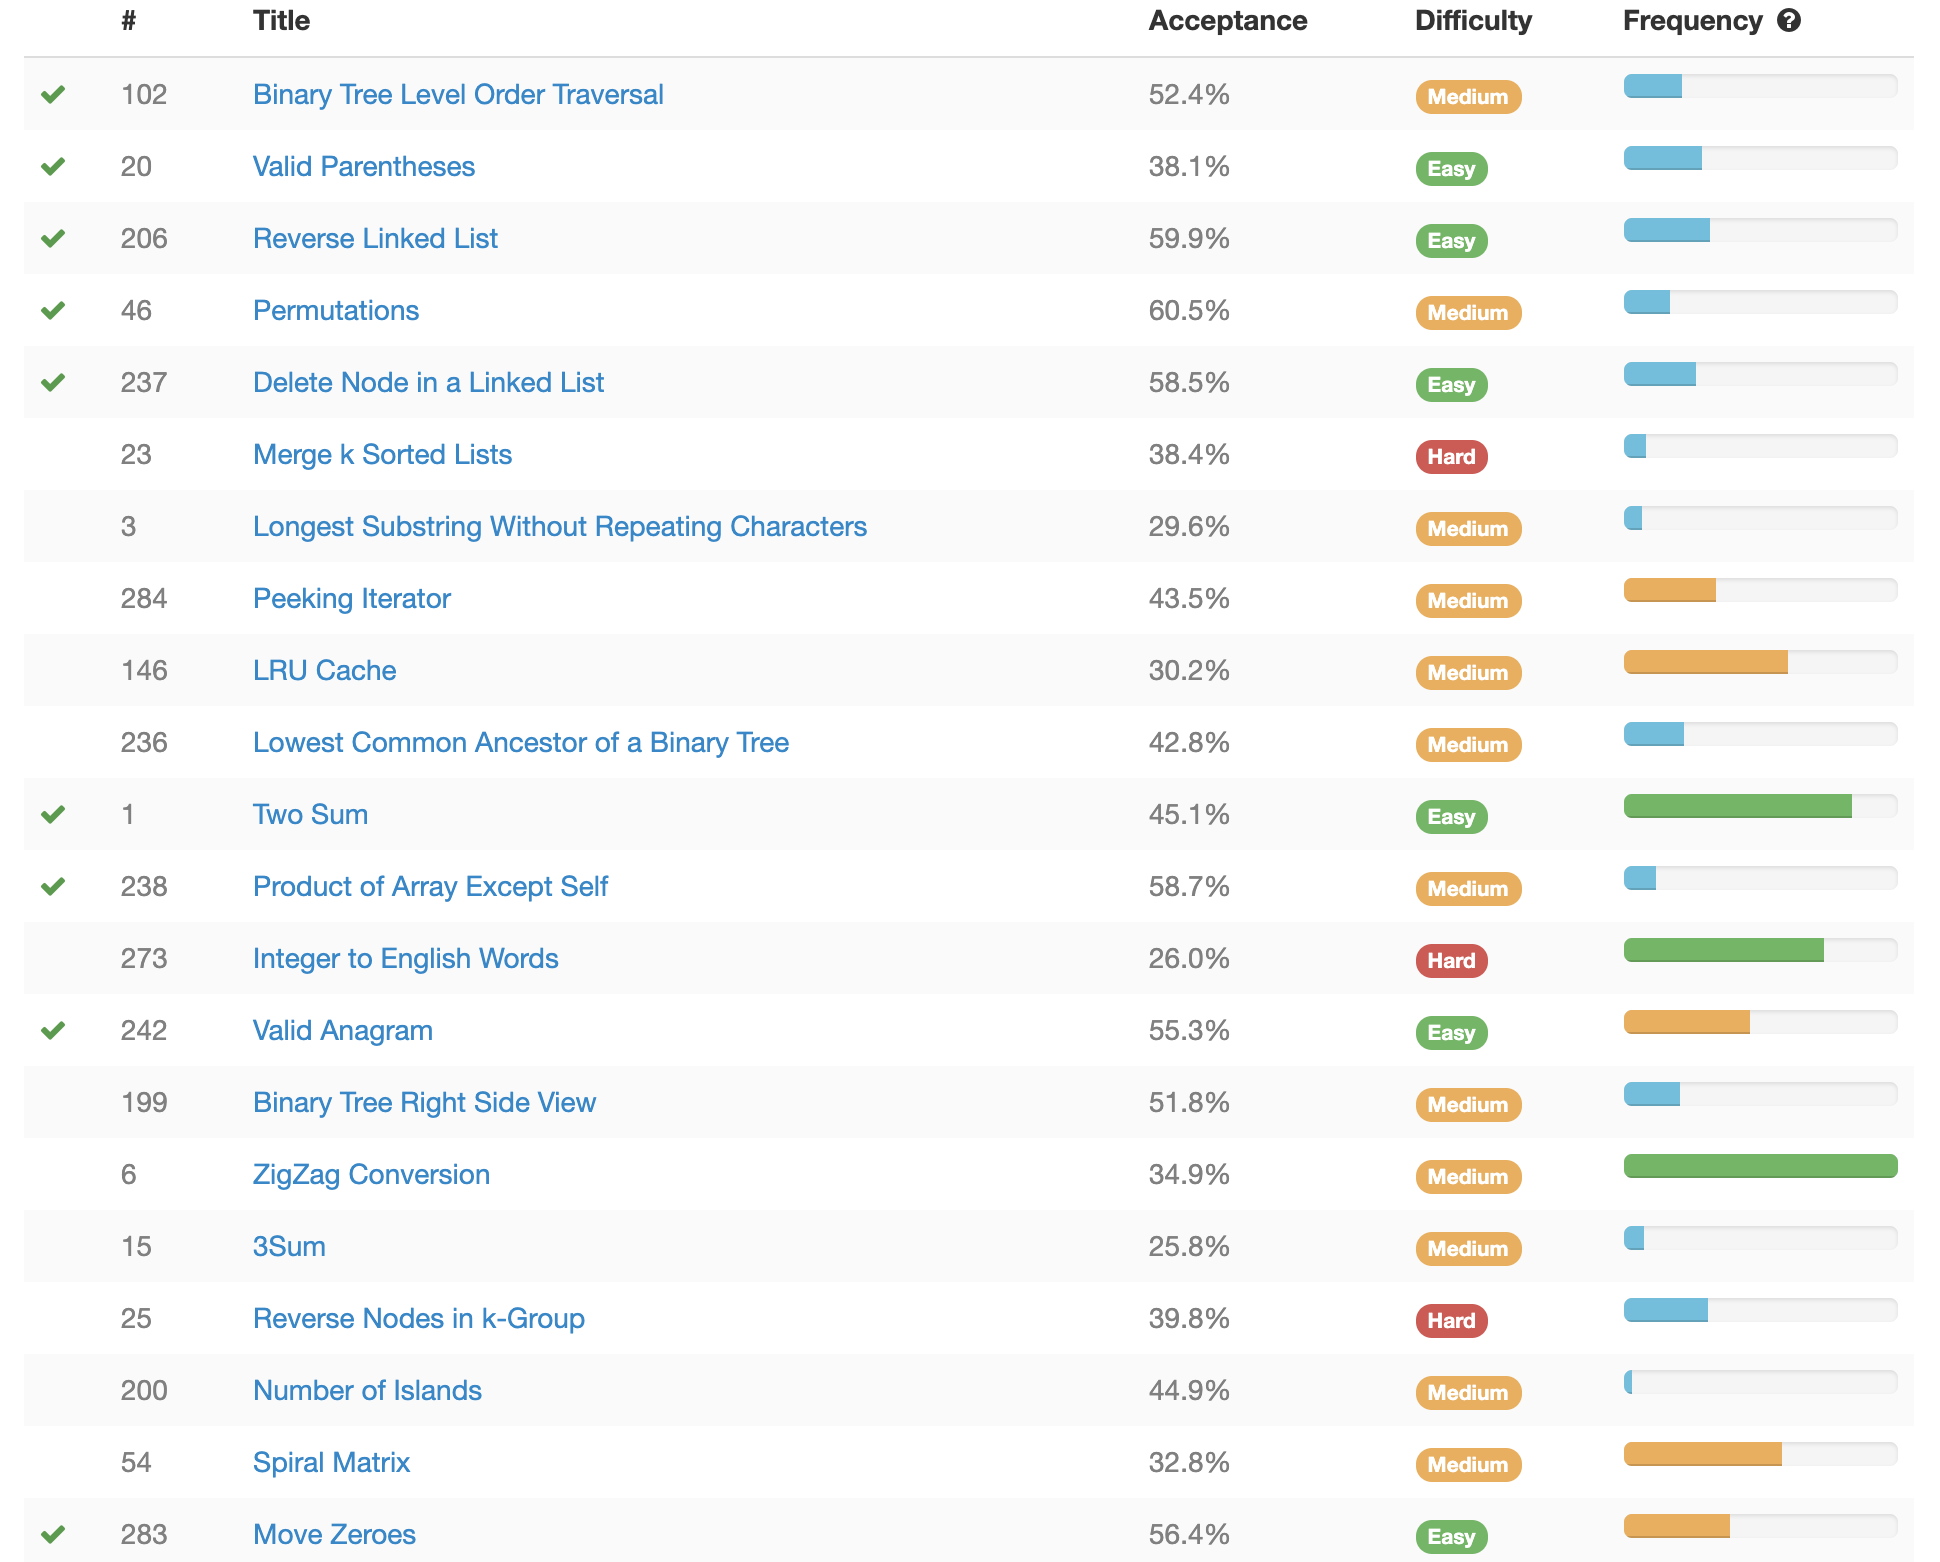 # Title Acceptance Difficulty Frequency
102 Binary Tree Level Order Traversal 52.4% Medium
20 Valid Parentheses 38.1% Easy
206 Reverse Linked List 59.9% Easy
46 Permutations 60.5% Medium
237 Delete Node in a Linked List 58.5% Easy
23 Merge k Sorted Lists 38.4% Hard
3 Longest Substring Without Repeating Characters 29.6% Medium
284 Peeking Iterator 43.5% Medium
146 LRU Cache 30.2% Medium
236 Lowest Common Ancestor of a Binary Tree 42.8% Medium
1 Two Sum 45.1% Easy
238 Product of Array Except Self 58.7% Medium
273 Integer to English Words 26.0% Hard
242 Valid Anagram 55.3% Easy
199 Binary Tree Right Side View 51.8% Medium
6 ZigZag Conversion 34.9% Medium
15 3Sum 25.8% Medium
25 Reverse Nodes in k-Group 39.8% Hard
200 Number of Islands 44.9% Medium
54 Spiral Matrix 32.8% Medium
283 Move Zeroes 56.4% Easy